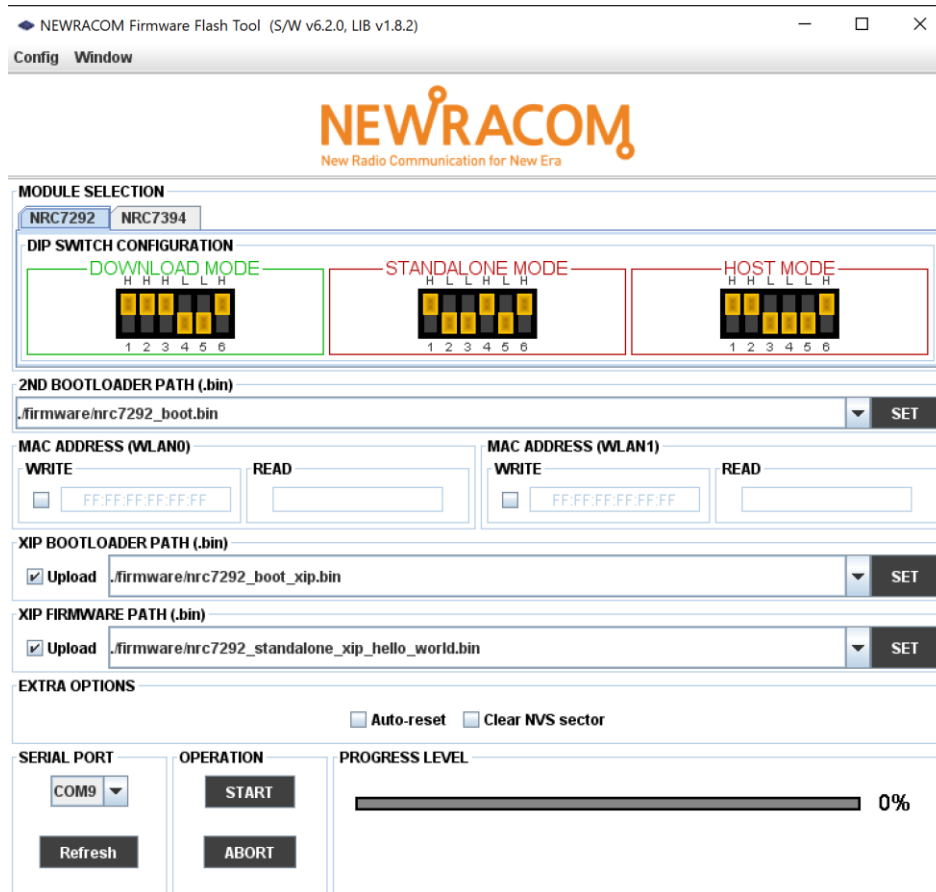 NEWRACOM Firmware Flash Tool (S/W v6.2.0, LIB v1.8.2)
Config Window
NEWRACOM
New Radio Communication for New Era
MODULE SELECTION
NRC7292 NRC7394
DIP SWITCH CONFIGURATION
DOWNLOAD MODE STANDALONE MODE HOST MODE
H H H L L H H L L H L H H H L L L H
1 2 3 4 5 6 1 2 3 4 5 6 1 2 3 4 5 6
2ND BOOTLOADER PATH (.bin)
./firmware/nrc7292_boot.bin SET
MAC ADDRESS (WLAN0) MAC ADDRESS (WLAN1)
WRITE READ WRITE READ
FF:FF:FF:FF:FF:FF FF:FF:FF:FF:FF:FF
XIP BOOTLOADER PATH (.bin)
Upload ./firmware/nrc7292_boot_xip.bin SET
XIP FIRMWARE PATH (.bin)
Upload ./firmware/nrc7292_standalone_xip_hello_world.bin SET
EXTRA OPTIONS
Auto-reset Clear NVS sector
SERIAL PORT OPERATION PROGRESS LEVEL
COM9 START 0%
Refresh ABORT